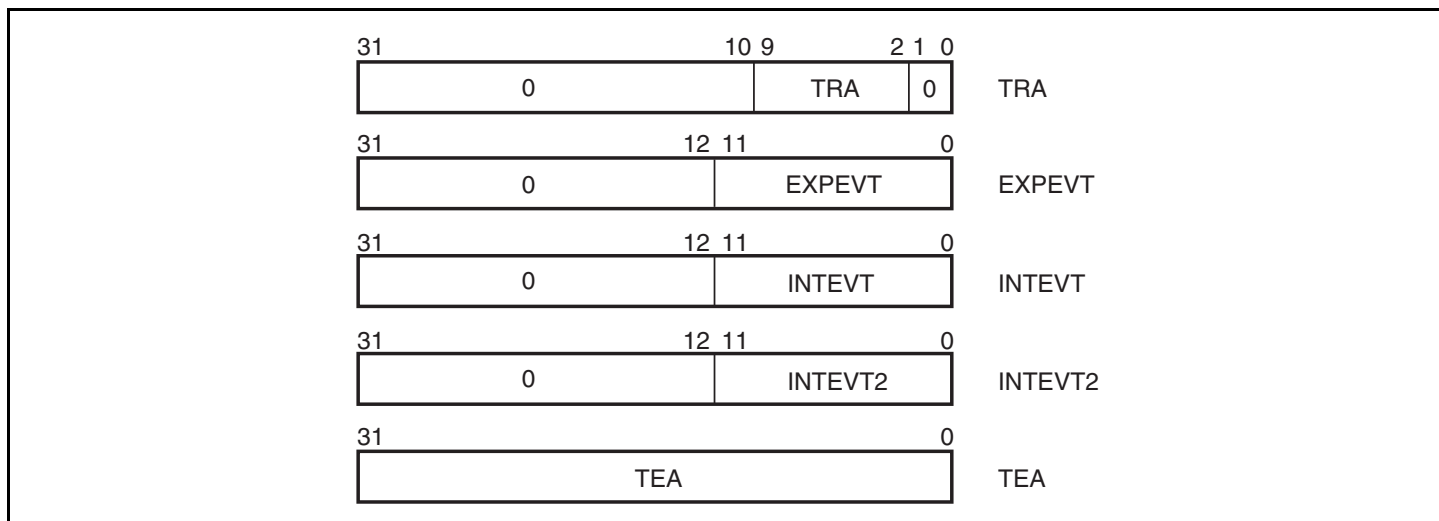 31 10 9 2 1 0
0 TRA 0 TRA
31 12 11 0
0 EXPEVT EXPEVT
31 12 11 0
0 INTEVT INTEVT
31 12 11 0
0 INTEVT2 INTEVT2
31 0
TEA TEA